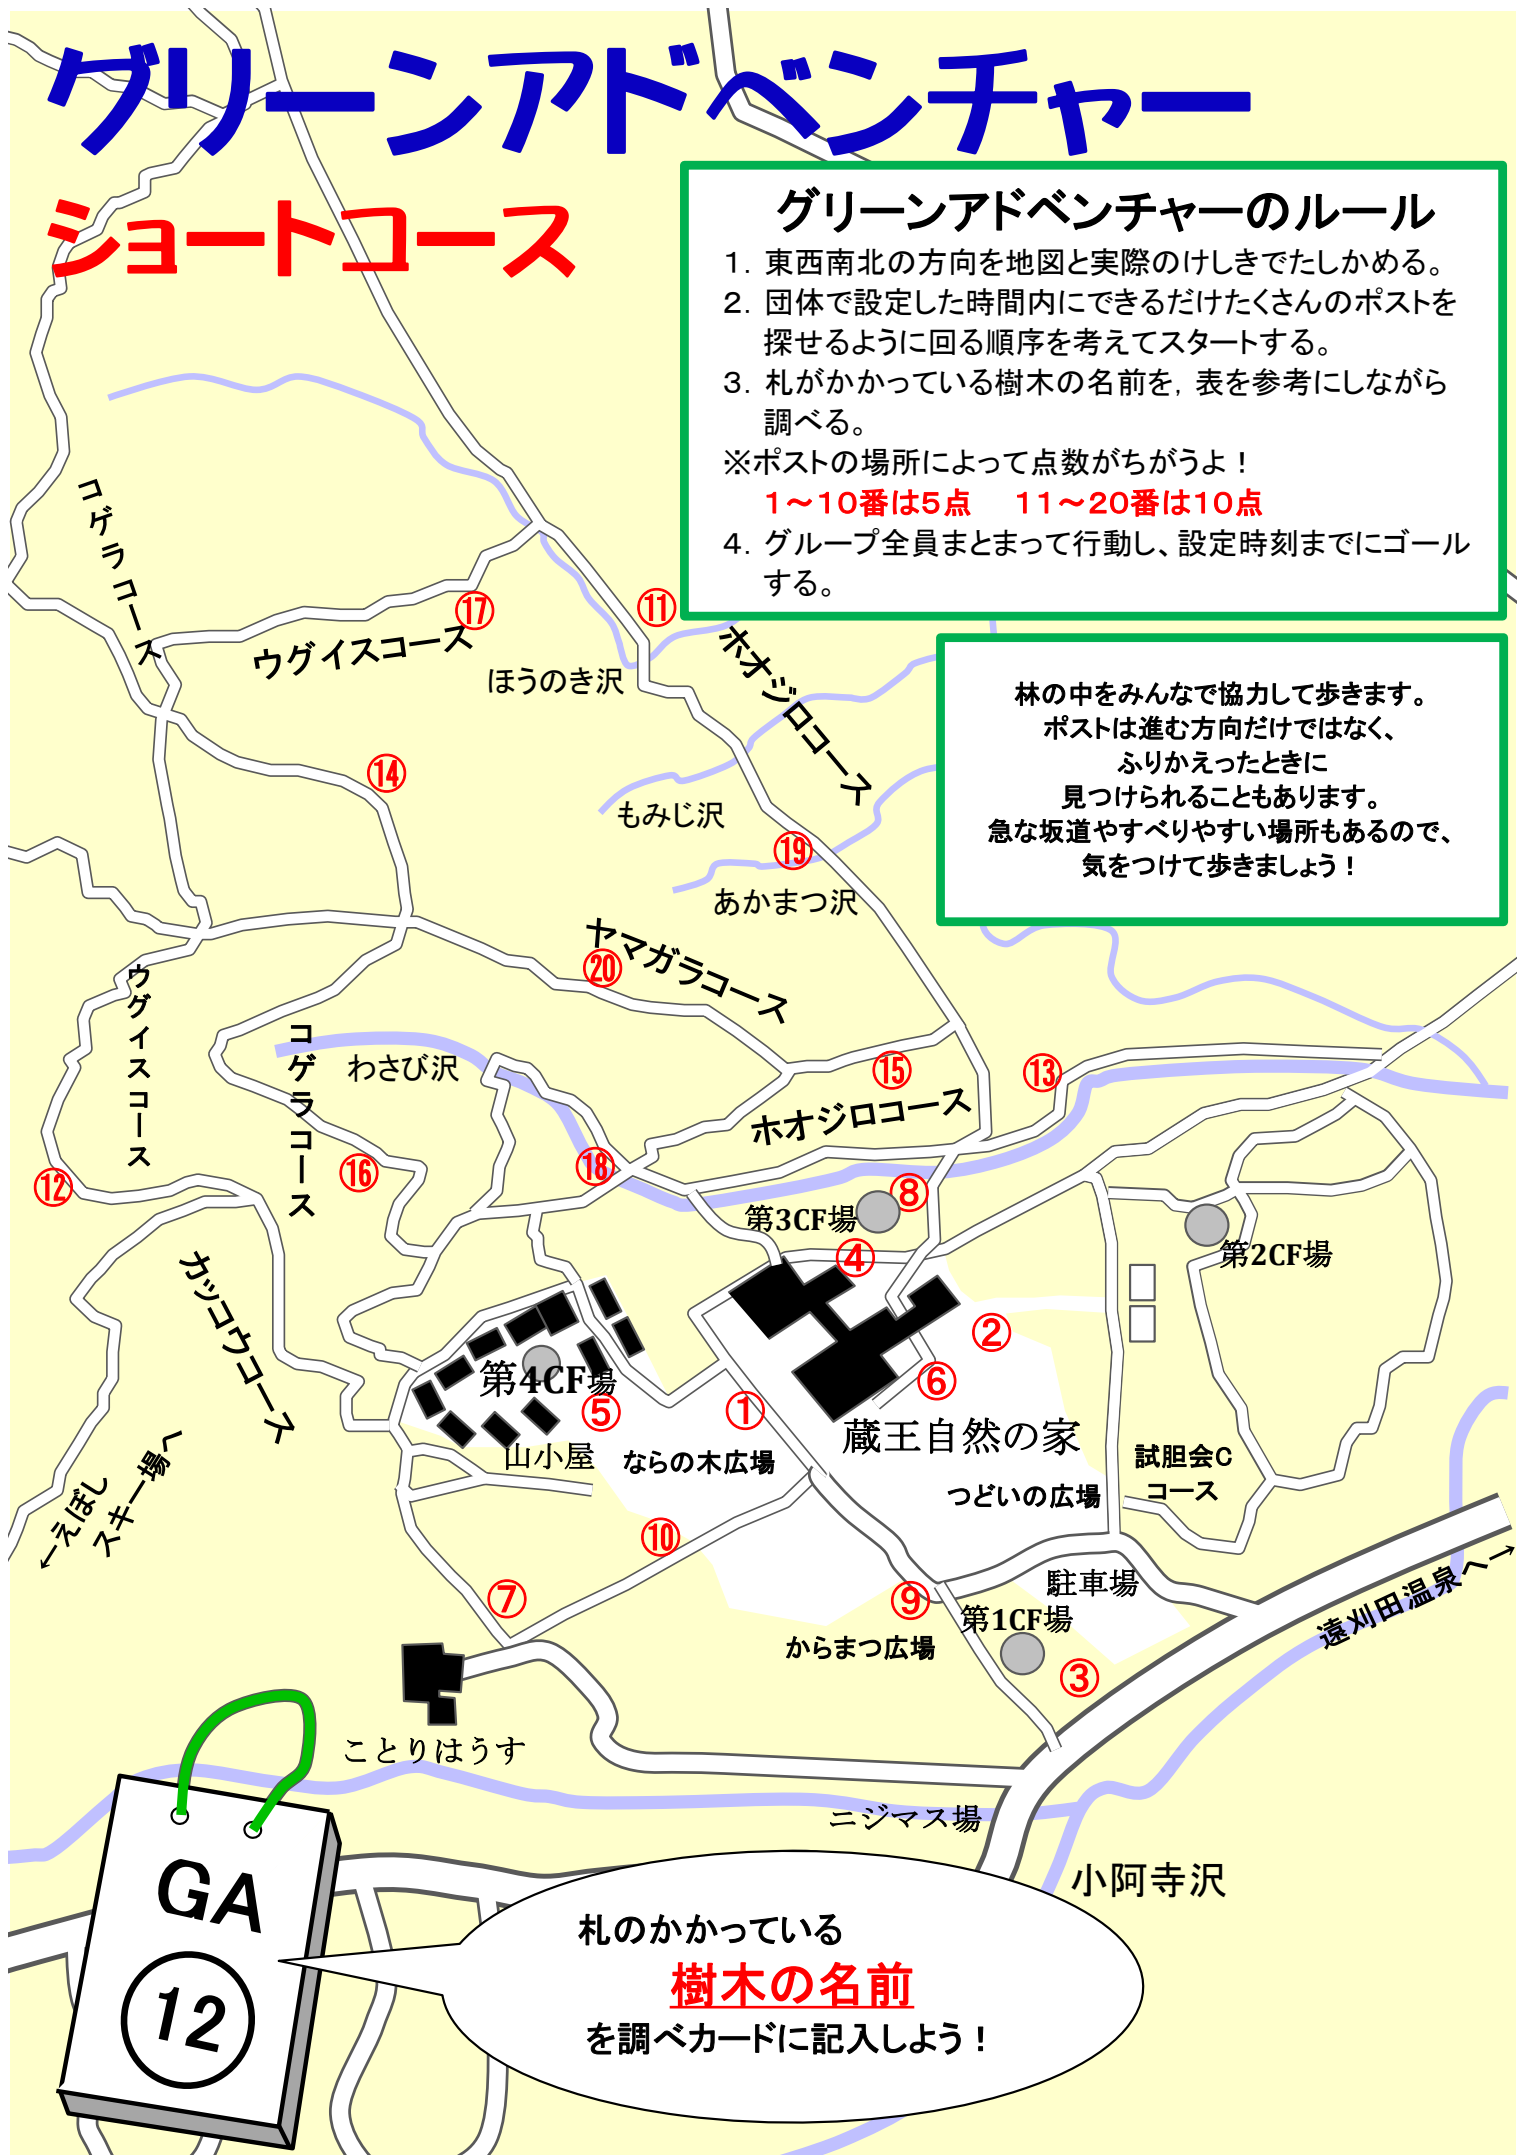 グリーンアドベンチャー
ショートコース
グリーンアドベンチャーのルール
1. 東西南北の方向を地図と実際のけしきでたしかめる。
2. 団体で設定した時間内にできるだけたくさんのポストを
探せるように回る順序を考えてスタートする。
3. 札がかかっている樹木の名前を, 表を参考にしながら
調べる。
※ポストの場所によって点数がちがうよ！
1～10番は5点　11～20番は10点
4. グループ全員まとまって行動し、設定時刻までにゴール
する。
林の中をみんなで協力して歩きます。
ポストは進む方向だけではなく、
ふりかえったときに
見つけられることもあります。
急な坂道やすべりやすい場所もあるので、
気をつけて歩きましょう！
コゲラコース
⑰
⑪
ウグイスコース
ホオジロコース
ほうのき沢
⑭
もみじ沢
⑲
あかまつ沢
ヤマガラコース
⑳
ウグイスコース
コゲラコース
わさび沢
⑮
⑬
ホオジロコース
⑫
⑯
⑱
⑧
第3CF場
④
第2CF場
カッコウコース
②
第4CF場
⑥
⑤
①
蔵王自然の家
山小屋
ならの木広場
試胆会C
コース
つどいの広場
←えぼし
スキー場へ
⑩
⑦
⑨
駐車場
第1CF場
遠刈田温泉へ→
からまつ広場
③
ことりはうす
ニジマス場
小阿寺沢
GA
12
札のかかっている
樹木の名前
を調べカードに記入しよう！